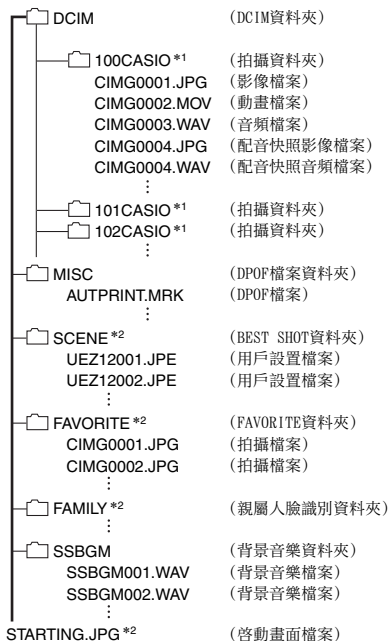 DCIM (DCIM資料夾)
100CASIO *1 (拍攝資料夾)
CIMG0001.JPG (影像檔案)
CIMG0002.MOV (動畫檔案)
CIMG0003.WAV (音頻檔案)
CIMG0004.JPG (配音快照影像檔案)
CIMG0004.WAV (配音快照音頻檔案)
⋮
101CASIO *1 (拍攝資料夾)
102CASIO *1 (拍攝資料夾)
⋮
MISC (DPOF檔案資料夾)
AUTPRINT.MRK (DPOF檔案)
⋮
SCENE *2 (BEST SHOT資料夾)
UEZ12001.JPE (用戶設置檔案)
UEZ12002.JPE (用戶設置檔案)
⋮
FAVORITE *2 (FAVORITE資料夾)
CIMG0001.JPG (拍攝檔案)
CIMG0002.JPG (拍攝檔案)
⋮
FAMILY *2 (親屬人臉識別資料夾)
⋮
SSBGM (背景音樂資料夾)
SSBGM001.WAV (背景音樂檔案)
SSBGM002.WAV (背景音樂檔案)
⋮
STARTING.JPG *2 (啓動畫面檔案)